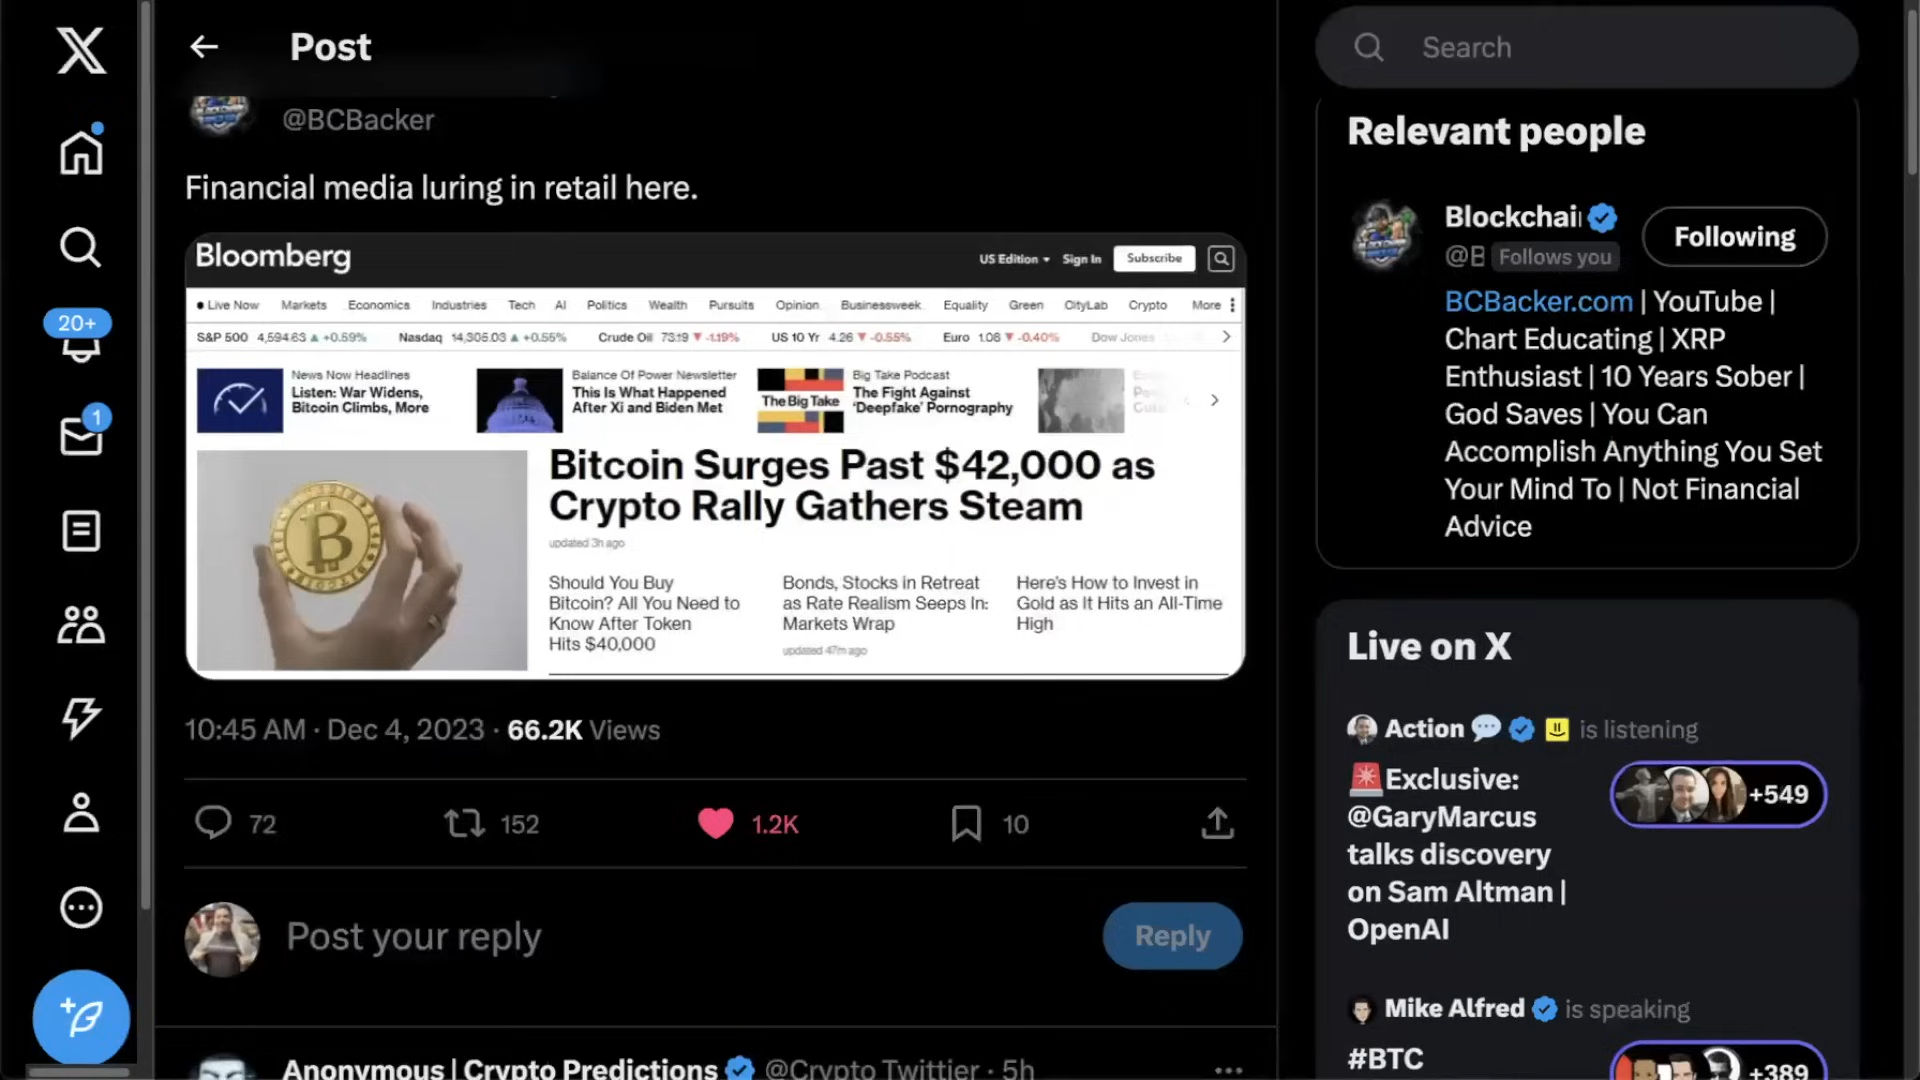 Post
@BCBacker
Financial media luring in retail here.
Bloomberg
US Edition
Sign In
Subscribe
Live Now
Markets
Economics
Industries
Tech
AI
Politics
Wealth
Pursuits
Opinion
Businessweek
Equality
Green
CityLab
Crypto
More
S&P 500 4,594.63 ▲ +0.59%
Nasdaq 14,305.03 ▲ +0.55%
Crude Oil 73.19 ▼ -1.19%
US 10 Yr 4.26 ▼ -0.55%
Euro 1.08 ▼ -0.40%
Dow Jones
News Now Headlines
Listen: War Widens,
Bitcoin Climbs, More
Balance Of Power Newsletter
This Is What Happened
After Xi and Biden Met
The Big Take
Big Take Podcast
The Fight Against
'Deepfake' Pornography
Bitcoin Surges Past $42,000 as
Crypto Rally Gathers Steam
updated 3h ago
Should You Buy
Bitcoin? All You Need to
Know After Token
Hits $40,000
Bonds, Stocks in Retreat
as Rate Realism Seeps In:
Markets Wrap
updated 47m ago
Here's How to Invest in
Gold as It Hits an All-Time
High
10:45 AM · Dec 4, 2023 · 66.2K Views
72
152
1.2K
10
Post your reply
Reply
Anonymous | Crypto Predictions @Crypto Twittier · 5h
20+
1
Search
Relevant people
Blockchai
@B Follows you
Following
BCBacker.com | YouTube |
Chart Educating | XRP
Enthusiast | 10 Years Sober |
God Saves | You Can
Accomplish Anything You Set
Your Mind To | Not Financial
Advice
Live on X
Action is listening
Exclusive:
@GaryMarcus
talks discovery
on Sam Altman |
OpenAI
+549
Mike Alfred is speaking
#BTC
+389